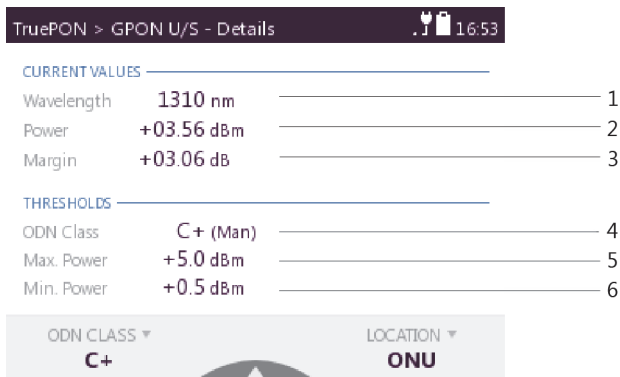 TruePON > GPON U/S - Details 16:53
CURRENT VALUES
Wavelength 1310 nm 1
Power +03.56 dBm 2
Margin +03.06 dB 3
THRESHOLDS
ODN Class C+ (Man) 4
Max. Power +5.0 dBm 5
Min. Power +0.5 dBm 6
ODN CLASS LOCATION
C+ ONU